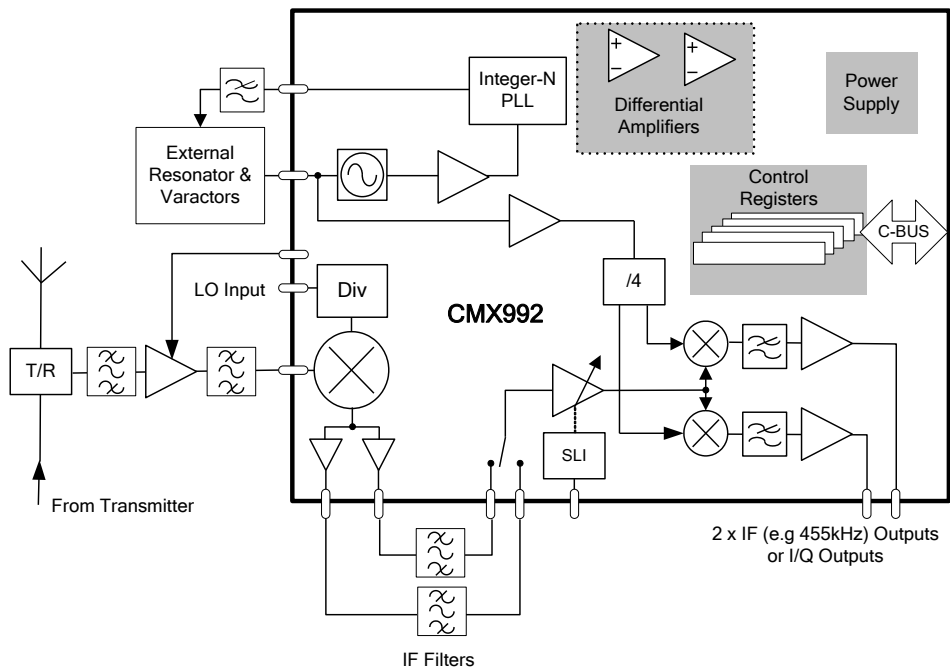 Integer-N
PLL
+
−
+
−
Differential
Amplifiers
Power
Supply
External
Resonator &
Varactors
Control
Registers
C-BUS
LO Input
Div
/4
CMX992
T/R
SLI
From Transmitter
2 x IF (e.g 455kHz) Outputs
or I/Q Outputs
IF Filters